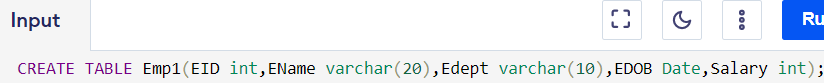 Input
Ru
CREATE TABLE Emp1(EID int,EName varchar(20),Edept varchar(10),EDOB Date,Salary int);